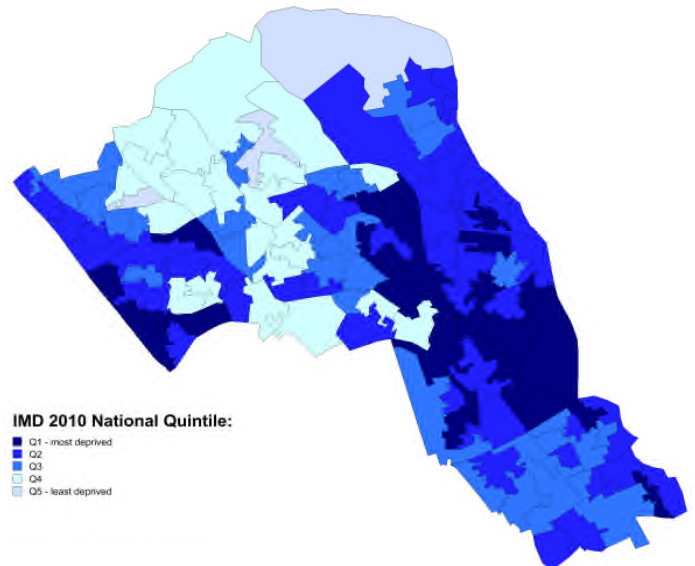 IMD 2010 National Quintile:
Q1 - most deprived
Q2
Q3
Q4
Q5 - least deprived